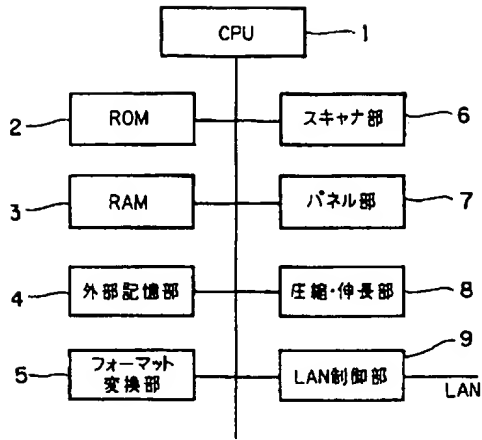 CPU
1
2
ROM
スキャナ部
6
3
RAM
パネル部
7
4
外部記憶部
圧縮・伸長部
8
9
5
フォーマット
変換部
LAN制御部
LAN